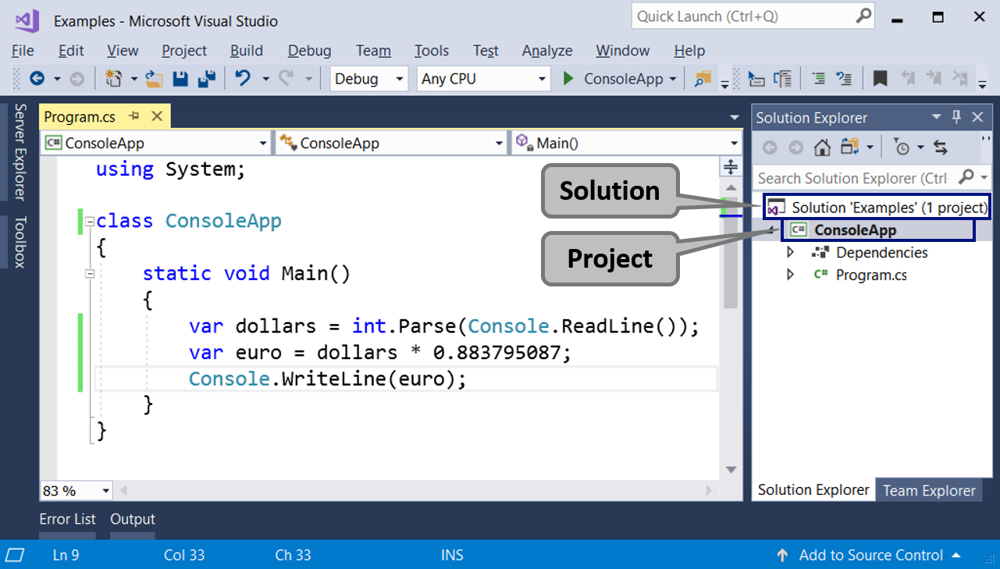 Examples - Microsoft Visual Studio
Quick Launch (Ctrl+Q)
File Edit View Project Build Debug Team Tools Test Analyze Window Help
Debug Any CPU ConsoleApp
Server Explorer
Toolbox
Program.cs
ConsoleApp ConsoleApp Main()
using System;
class ConsoleApp
{
static void Main()
{
var dollars = int.Parse(Console.ReadLine());
var euro = dollars * 0.883795087;
Console.WriteLine(euro);
}
}
83 %
Solution
Project
Solution Explorer
Search Solution Explorer (Ctrl
Solution 'Examples' (1 project)
C# ConsoleApp
Dependencies
C# Program.cs
Solution Explorer Team Explorer
Error List Output
Ln 9 Col 33 Ch 33 INS Add to Source Control